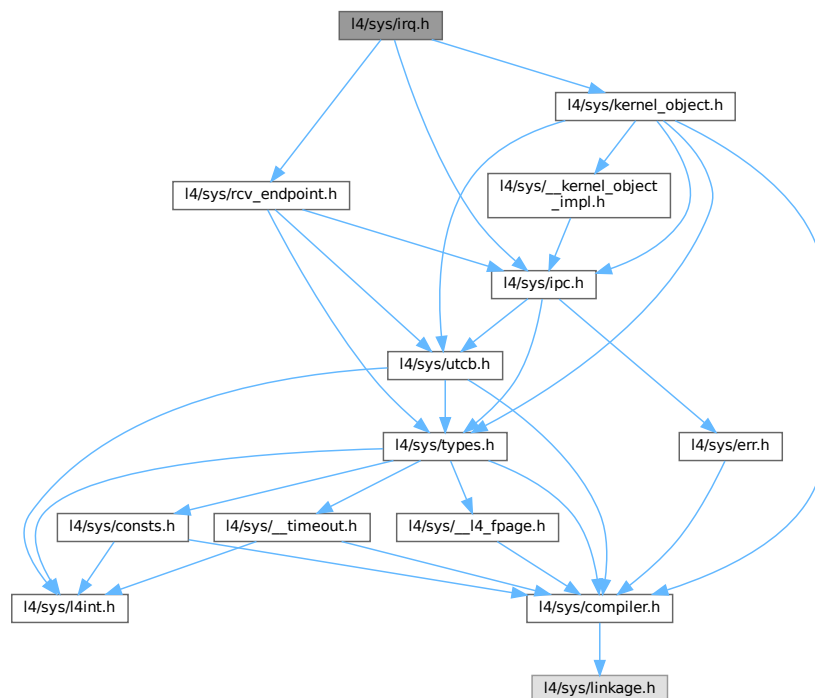 l4/sys/irq.h
l4/sys/kernel_object.h
l4/sys/rcv_endpoint.h
l4/sys/__kernel_object
_impl.h
l4/sys/ipc.h
l4/sys/utcb.h
l4/sys/types.h
l4/sys/err.h
l4/sys/consts.h
l4/sys/__timeout.h
l4/sys/__l4_fpage.h
l4/sys/l4int.h
l4/sys/compiler.h
l4/sys/linkage.h